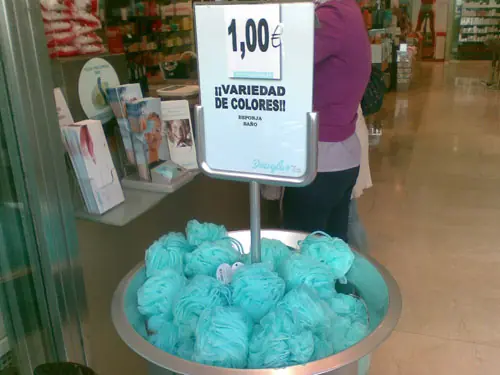 1,00€
¡¡VARIEDAD
DE COLORES!!
ESPONJA
BAÑO